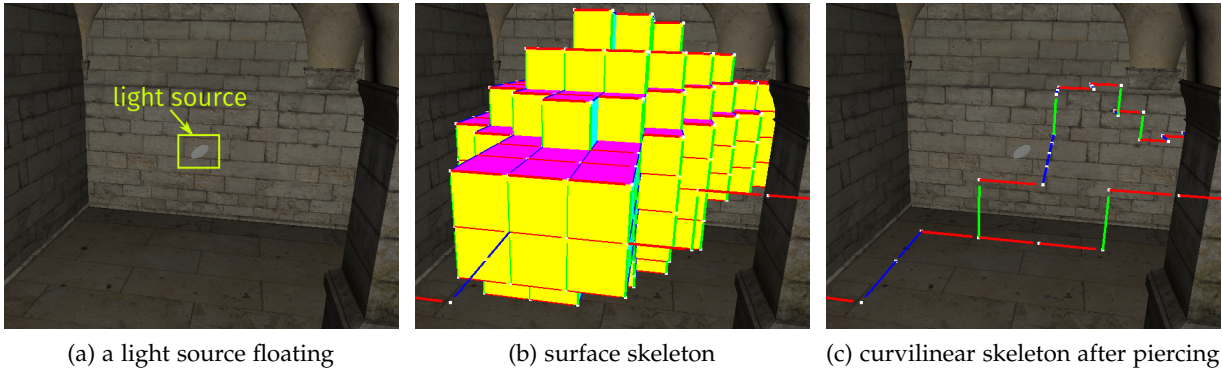 light source
(a) a light source floating
(b) surface skeleton
(c) curvilinear skeleton after piercing